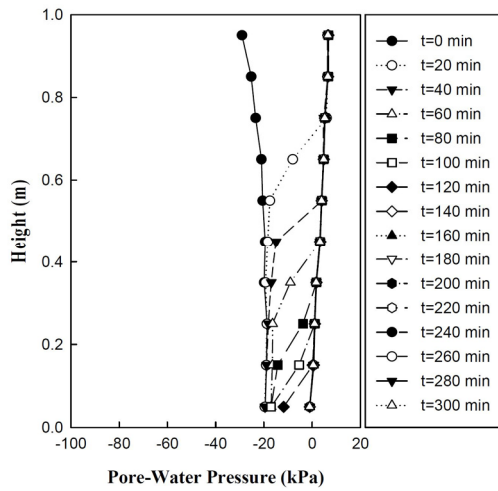 1.0
0.8
0.6
0.4
0.2
0.0
Height (m)
-100 -80 -60 -40 -20 0 20
Pore-Water Pressure (kPa)
t=0 min
t=20 min
t=40 min
t=60 min
t=80 min
t=100 min
t=120 min
t=140 min
t=160 min
t=180 min
t=200 min
t=220 min
t=240 min
t=260 min
t=280 min
t=300 min